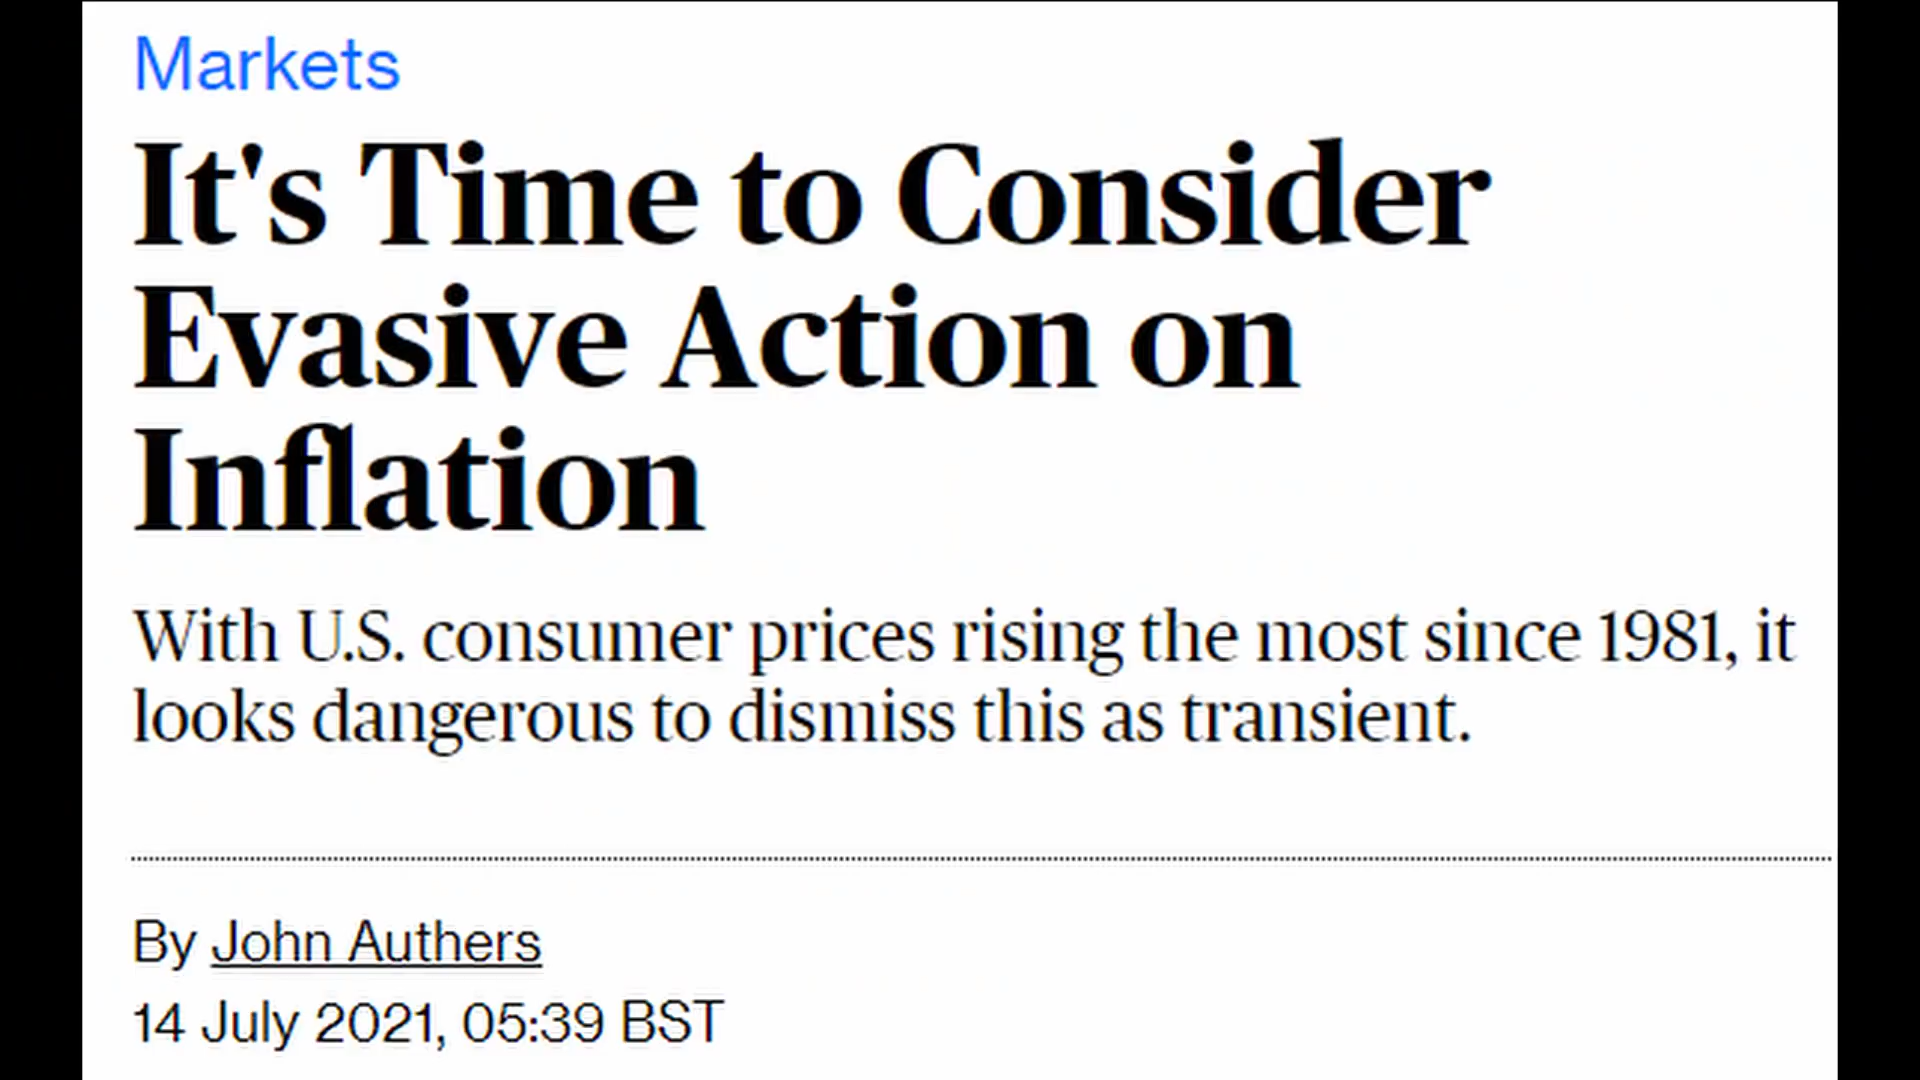 Markets
It's Time to Consider
Evasive Action on
Inflation
With U.S. consumer prices rising the most since 1981, it
looks dangerous to dismiss this as transient.
By John Authers
14 July 2021, 05:39 BST